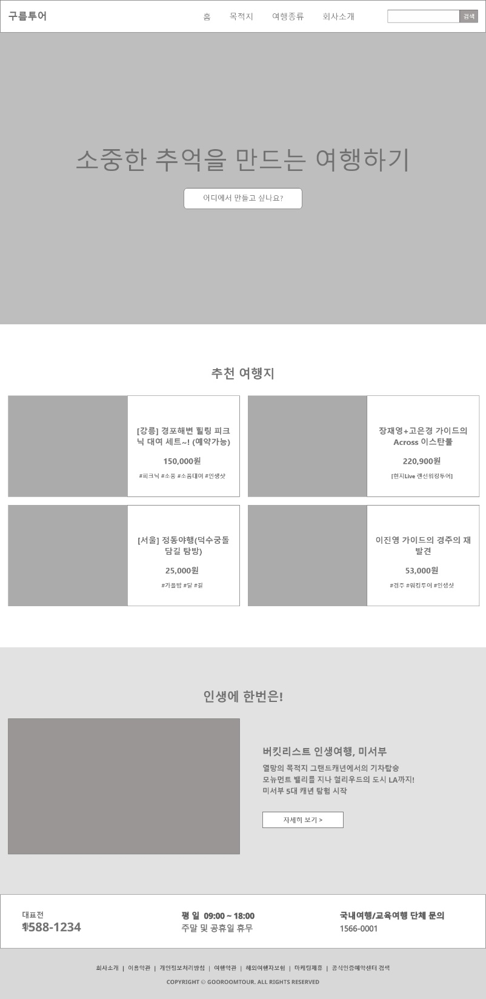 구름투어
홈 목적지 여행종류 회사소개
검색
소중한 추억을 만드는 여행하기
어디에서 만들고 싶나요?
추천 여행지
[강릉] 경포해변 힐링 피크
닉 대여 세트~! (예약가능)
150,000원
#피크닉 #소풍 #소품대여 #인생샷
장재영+고은경 가이드의
Across 이스탄불
220,900원
[현지Live 랜선워킹투어]
[서울] 정동야행(덕수궁돌
담길 탐방)
25,000원
#가을밤 #달 #길
이진영 가이드의 경주의 재
발견
53,000원
#경주 #워킹투어 #인생샷
인생에 한번은!
버킷리스트 인생여행, 미서부
열망의 목적지 그랜드캐년에서의 기차탑승
모뉴먼트 밸리를 지나 헐리우드의 도시 LA까지!
미서부 5대 캐년 탐험 시작
자세히 보기 >
대표전
화
1588-1234
평 일 09:00 ~ 18:00
주말 및 공휴일 휴무
국내여행/교육여행 단체 문의
1566-0001
회사소개 | 이용약관 | 개인정보처리방침 | 여행약관 | 해외여행자보험 | 마케팅제휴 | 공식인증예약센터 검색
COPYRIGHT © GOOROOMTOUR. ALL RIGHTS RESERVED